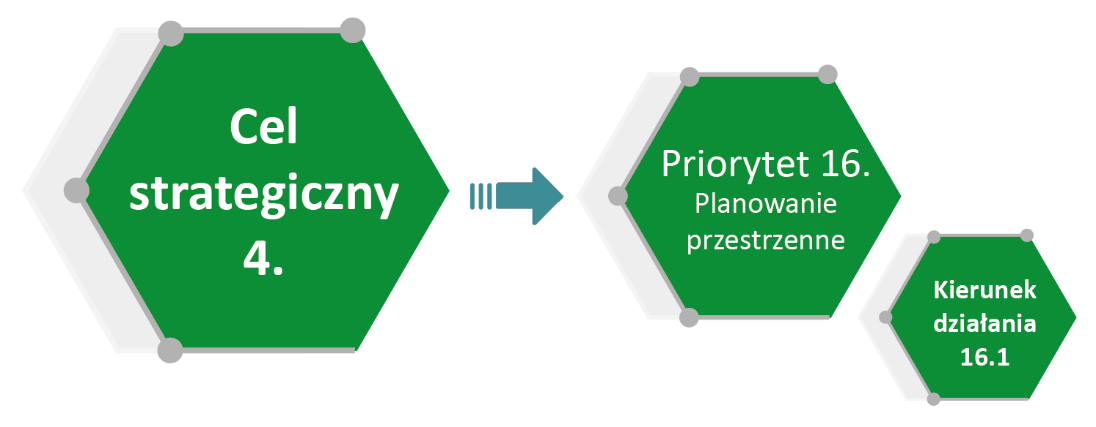 Cel
strategiczny
4.
Priorytet 16.
Planowanie
przestrzenne
Kierunek
działania
16.1